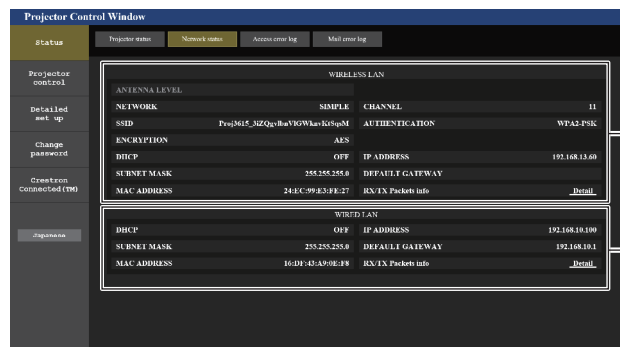 Projector Control Window
Status
Projector status
Network status
Access error log
Mail error log
Projector control
Detailed set up
Change password
Crestron Connected(TM)
Japanese
WIRELESS LAN
ANTENNA LEVEL
NETWORK SIMPLE CHANNEL 11
SSID AUTHENTICATION WPA2-PSK
ENCRYPTION AES
DHCP OFF IP ADDRESS 192.168.13.60
SUBNET MASK 255.255.255.0 DEFAULT GATEWAY
MAC ADDRESS 24:EC:99:E3:FE:27 RX/TX Packets info Detail
WIRED LAN
DHCP OFF IP ADDRESS 192.168.10.100
SUBNET MASK 255.255.255.0 DEFAULT GATEWAY 192.168.10.1
MAC ADDRESS 16:DF:43:A9:0E:F8 RX/TX Packets info Detail